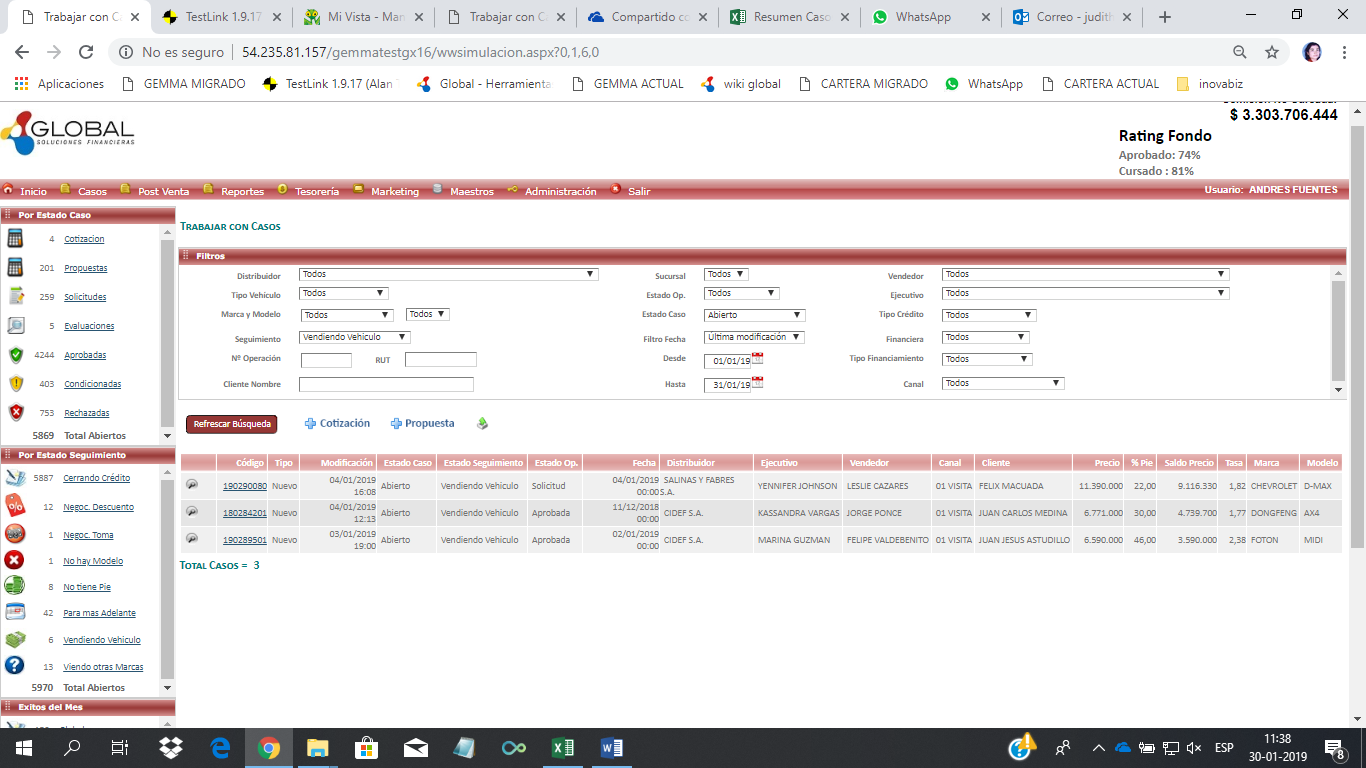 Trabajar con C
TestLink 1.9.17
Mi Vista - Man
Trabajar con C
Compartido co
Resumen Caso
WhatsApp
Correo - judith
No es seguro 54.235.81.157/gemmatestgx16/wwsimulacion.aspx?0,1,6,0
Aplicaciones GEMMA MIGRADO TestLink 1.9.17 (Alan Global - Herramienta GEMMA ACTUAL wiki global CARTERA MIGRADO WhatsApp CARTERA ACTUAL inovabiz
GLOBAL
SOLUCIONES FINANCIERAS
$ 3.303.706.444
Rating Fondo
Aprobado: 74%
Cursado : 81%
Inicio Casos Post Venta Reportes Tesorería Marketing Maestros Administración Salir Usuario: ANDRES FUENTES
Por Estado Caso
4 Cotizacion
201 Propuestas
259 Solicitudes
5 Evaluaciones
4244 Aprobadas
403 Condicionadas
753 Rechazadas
5869 Total Abiertos
Por Estado Seguimiento
5887 Cerrando Crédito
12 Negoc. Descuento
1 Negoc. Toma
1 No hay Modelo
8 No tiene Pie
42 Para mas Adelante
6 Vendiendo Vehiculo
13 Viendo otras Marcas
5970 Total Abiertos
Exitos del Mes
Trabajar con Casos
Filtros
Distribuidor Todos Sucursal Todos Vendedor Todos
Tipo Vehículo Todos Estado Op. Todos Ejecutivo Todos
Marca y Modelo Todos Todos Estado Caso Abierto Tipo Crédito Todos
Seguimiento Vendiendo Vehículo Filtro Fecha Última modificación Financiera Todos
Nº Operación RUT Desde 01/01/19 Tipo Financiamiento Todos
Cliente Nombre Hasta 31/01/19 Canal Todos
Refrescar Búsqueda Cotización Propuesta
Código Tipo Modificación Estado Caso Estado Seguimiento Estado Op. Fecha Distribuidor Ejecutivo Vendedor Canal Cliente Precio % Pie Saldo Precio Tasa Marca Modelo
190290080 Nuevo 04/01/2019 16:08 Abierto Vendiendo Vehiculo Solicitud 04/01/2019 00:00 SALINAS Y FABRES S.A. YENNIFER JOHNSON LESLIE CAZARES 01 VISITA FELIX MACUADA 11.390.000 22,00 9.116.330 1,82 CHEVROLET D-MAX
180284201 Nuevo 04/01/2019 12:13 Abierto Vendiendo Vehiculo Aprobada 11/12/2018 00:00 CIDEF S.A. KASSANDRA VARGAS JORGE PONCE 01 VISITA JUAN CARLOS MEDINA 6.771.000 30,00 4.739.700 1,77 DONGFENG AX4
190289501 Nuevo 03/01/2019 19:00 Abierto Vendiendo Vehiculo Aprobada 02/01/2019 00:00 CIDEF S.A. MARINA GUZMAN FELIPE VALDEBENITO 01 VISITA JUAN JESUS ASTUDILLO 6.590.000 46,00 3.590.000 2,38 FOTON MIDI
Total Casos = 3
ESP
11:38
30-01-2019
8